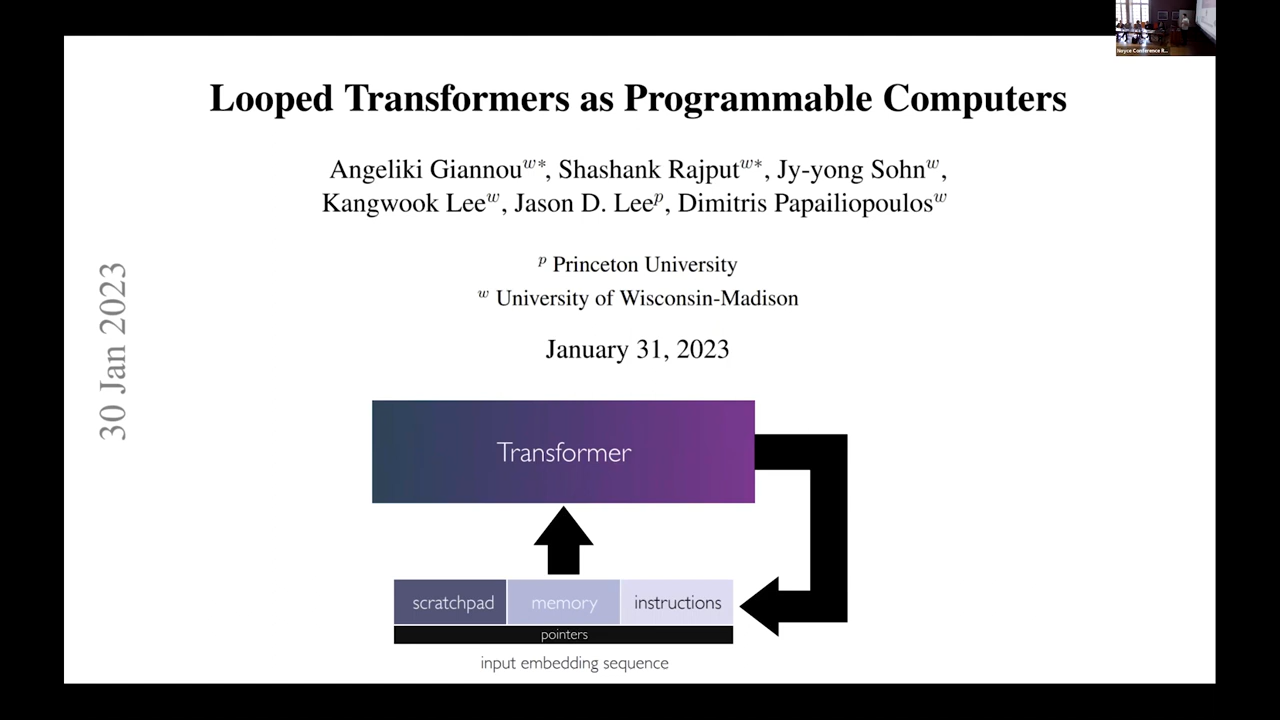 Looped Transformers as Programmable Computers
Angeliki Giannou^w*, Shashank Rajput^w*, Jy-yong Sohn^w,
Kangwook Lee^w, Jason D. Lee^p, Dimitris Papailiopoulos^w
^p Princeton University
^w University of Wisconsin-Madison
January 31, 2023
30 Jan 2023
Transformer
scratchpad memory instructions
pointers
input embedding sequence